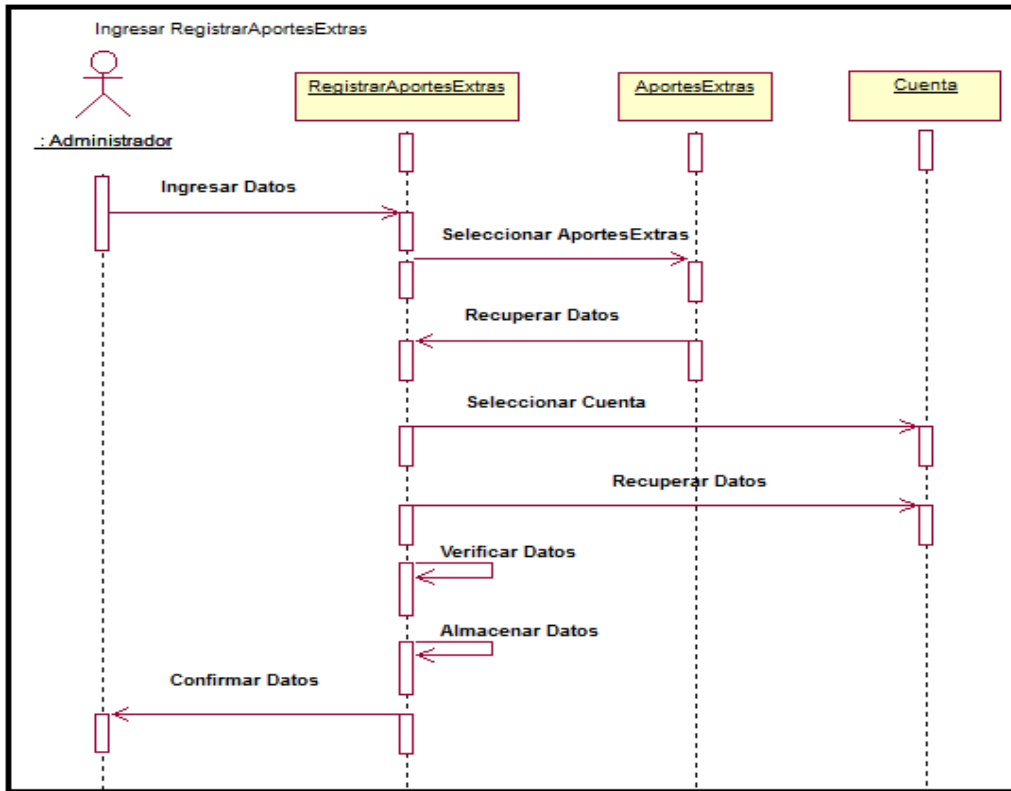 Ingresar RegistrarAportesExtras
RegistrarAportesExtras
AportesExtras
Cuenta
: Administrador
Ingresar Datos
Seleccionar AportesExtras
Recuperar Datos
Seleccionar Cuenta
Recuperar Datos
Verificar Datos
Almacenar Datos
Confirmar Datos